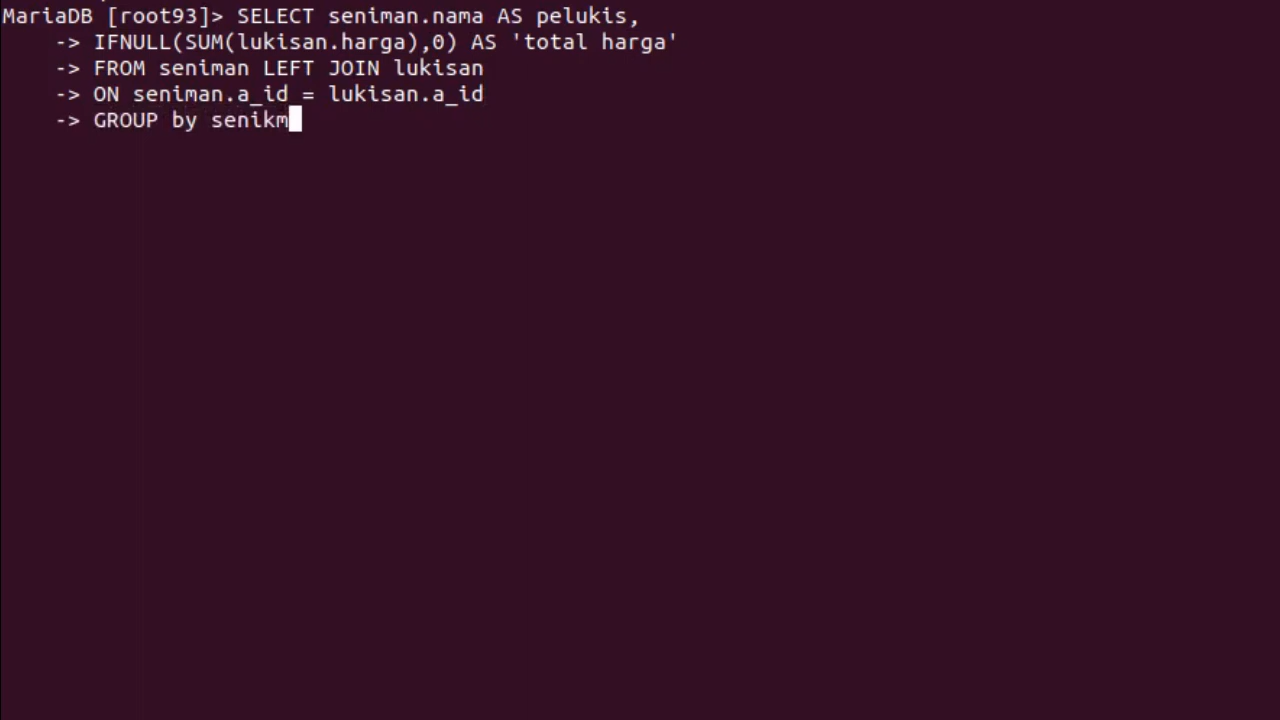 MariaDB [root93]> SELECT seniman.nama AS pelukis,
-> IFNULL(SUM(lukisan.harga),0) AS 'total harga'
-> FROM seniman LEFT JOIN lukisan
-> ON seniman.a_id = lukisan.a_id
-> GROUP by senikm